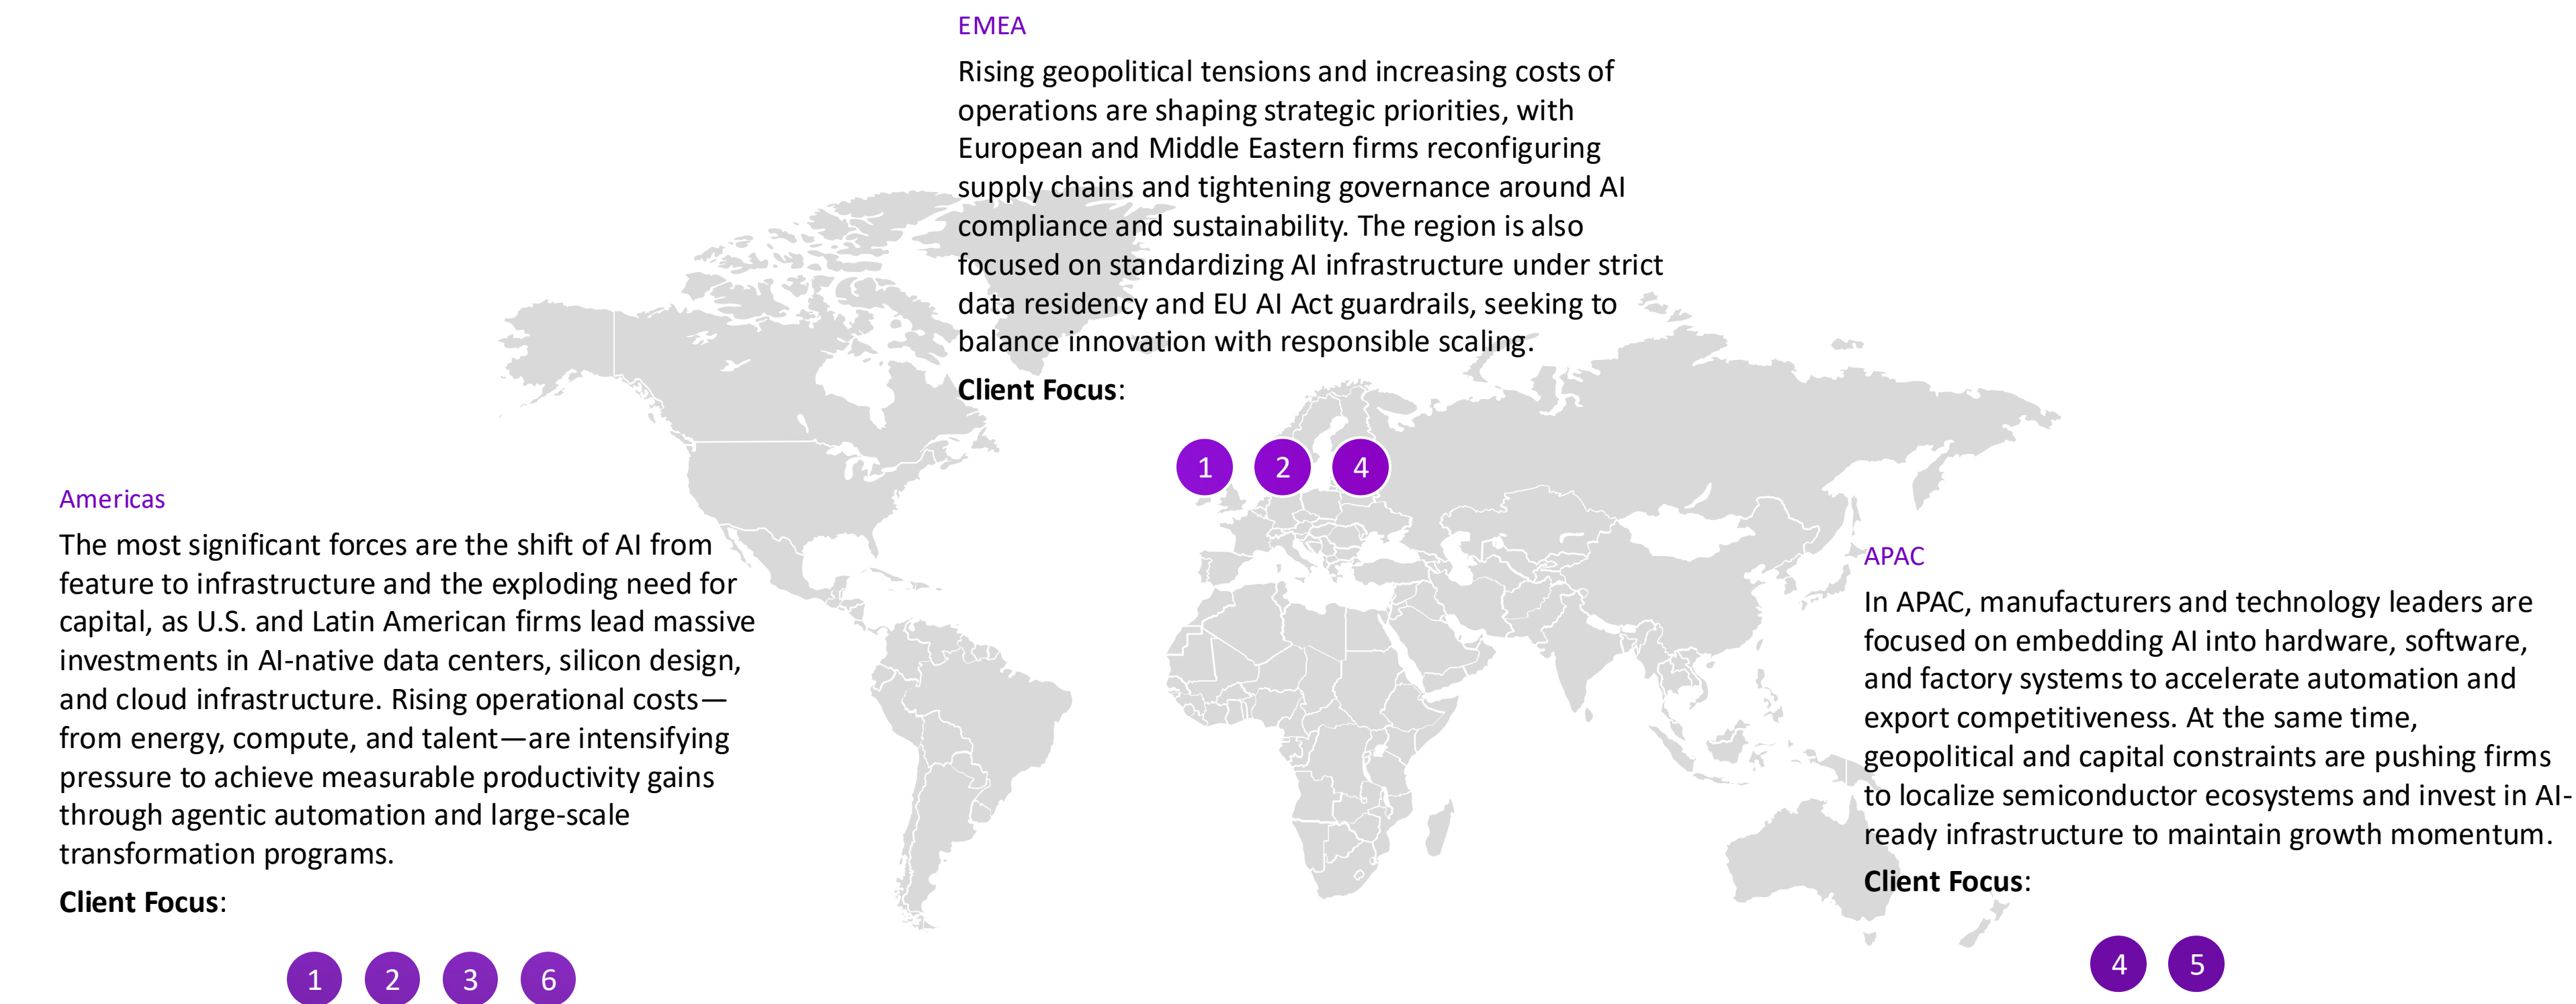 EMEA
Rising geopolitical tensions and increasing costs of
operations are shaping strategic priorities, with
European and Middle Eastern firms reconfiguring
supply chains and tightening governance around AI
compliance and sustainability. The region is also
focused on standardizing AI infrastructure under strict
data residency and EU AI Act guardrails, seeking to
balance innovation with responsible scaling.
Client Focus:
1 2 4
Americas
The most significant forces are the shift of AI from
feature to infrastructure and the exploding need for
capital, as U.S. and Latin American firms lead massive
investments in AI-native data centers, silicon design,
and cloud infrastructure. Rising operational costs—
from energy, compute, and talent—are intensifying
pressure to achieve measurable productivity gains
through agentic automation and large-scale
transformation programs.
Client Focus:
1 2 3 6
APAC
In APAC, manufacturers and technology leaders are
focused on embedding AI into hardware, software,
and factory systems to accelerate automation and
export competitiveness. At the same time,
geopolitical and capital constraints are pushing firms
to localize semiconductor ecosystems and invest in AI-
ready infrastructure to maintain growth momentum.
Client Focus:
4 5